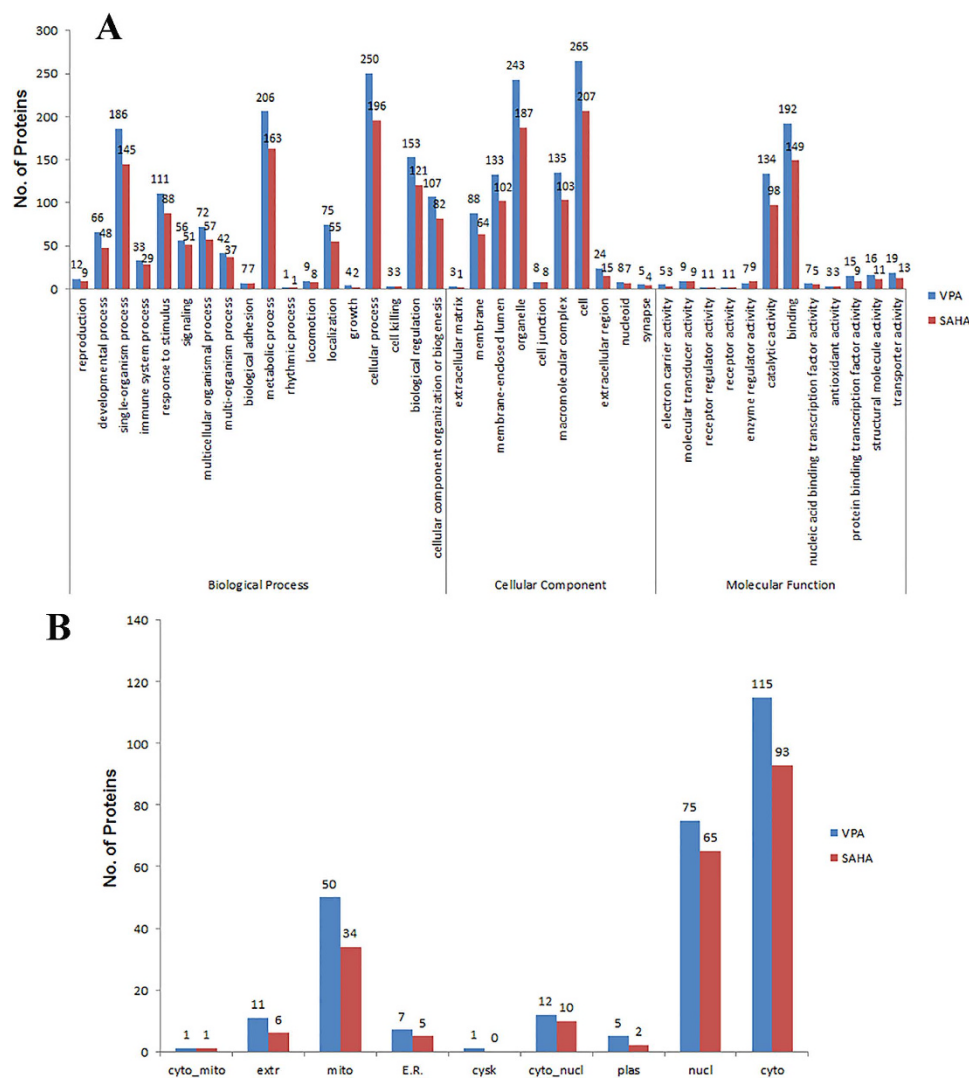 A
No. of Proteins
300
250
200
150
100
50
0
12 9
66 48
186 145
33 29
111 88
56 51
72 57
42 37
7 7
206 163
1 1
9 8
75 55
4 2
250 196
3 3
153 121
107 82
3 1
88 64
133 102
243 187
8 8
135 103
265 207
24 15
8 7
5 4
5 3
9 9
1 1
1 1
7 9
134 98
192 149
7 5
3 3
15 9
16 11
19 13
reproduction
developmental process
single-organism process
immune system process
response to stimulus
signaling
multicellular organismal process
multi-organism process
biological adhesion
metabolic process
rhythmic process
locomotion
localization
growth
cellular process
cell killing
biological regulation
cellular component organization or biogenesis
extracellular matrix
membrane
membrane-enclosed lumen
organelle
cell junction
macromolecular complex
cell
extracellular region
nucleoid
synapse
electron carrier activity
molecular transducer activity
receptor regulator activity
receptor activity
enzyme regulator activity
catalytic activity
binding
nucleic acid binding transcription factor activity
antioxidant activity
protein binding transcription factor activity
structural molecule activity
transporter activity
Biological Process
Cellular Component
Molecular Function
VPA
SAHA
B
No. of Proteins
140
120
100
80
60
40
20
0
1 1
11 6
50 34
7 5
1 0
12 10
5 2
75 65
115 93
cyto_mito
extr
mito
E.R.
cysk
cyto_nucl
plas
nucl
cyto
VPA
SAHA